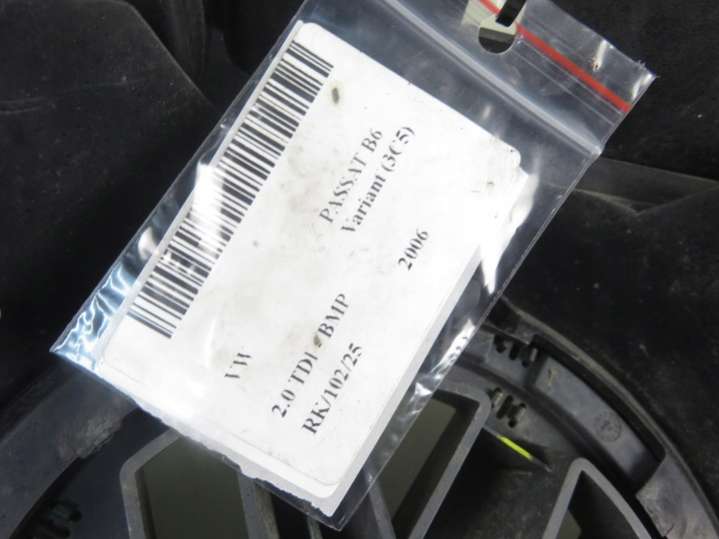 VW
PASSAT B6
Variant (3C5)
2.0 TDI /BMP
2006
RK/102/25